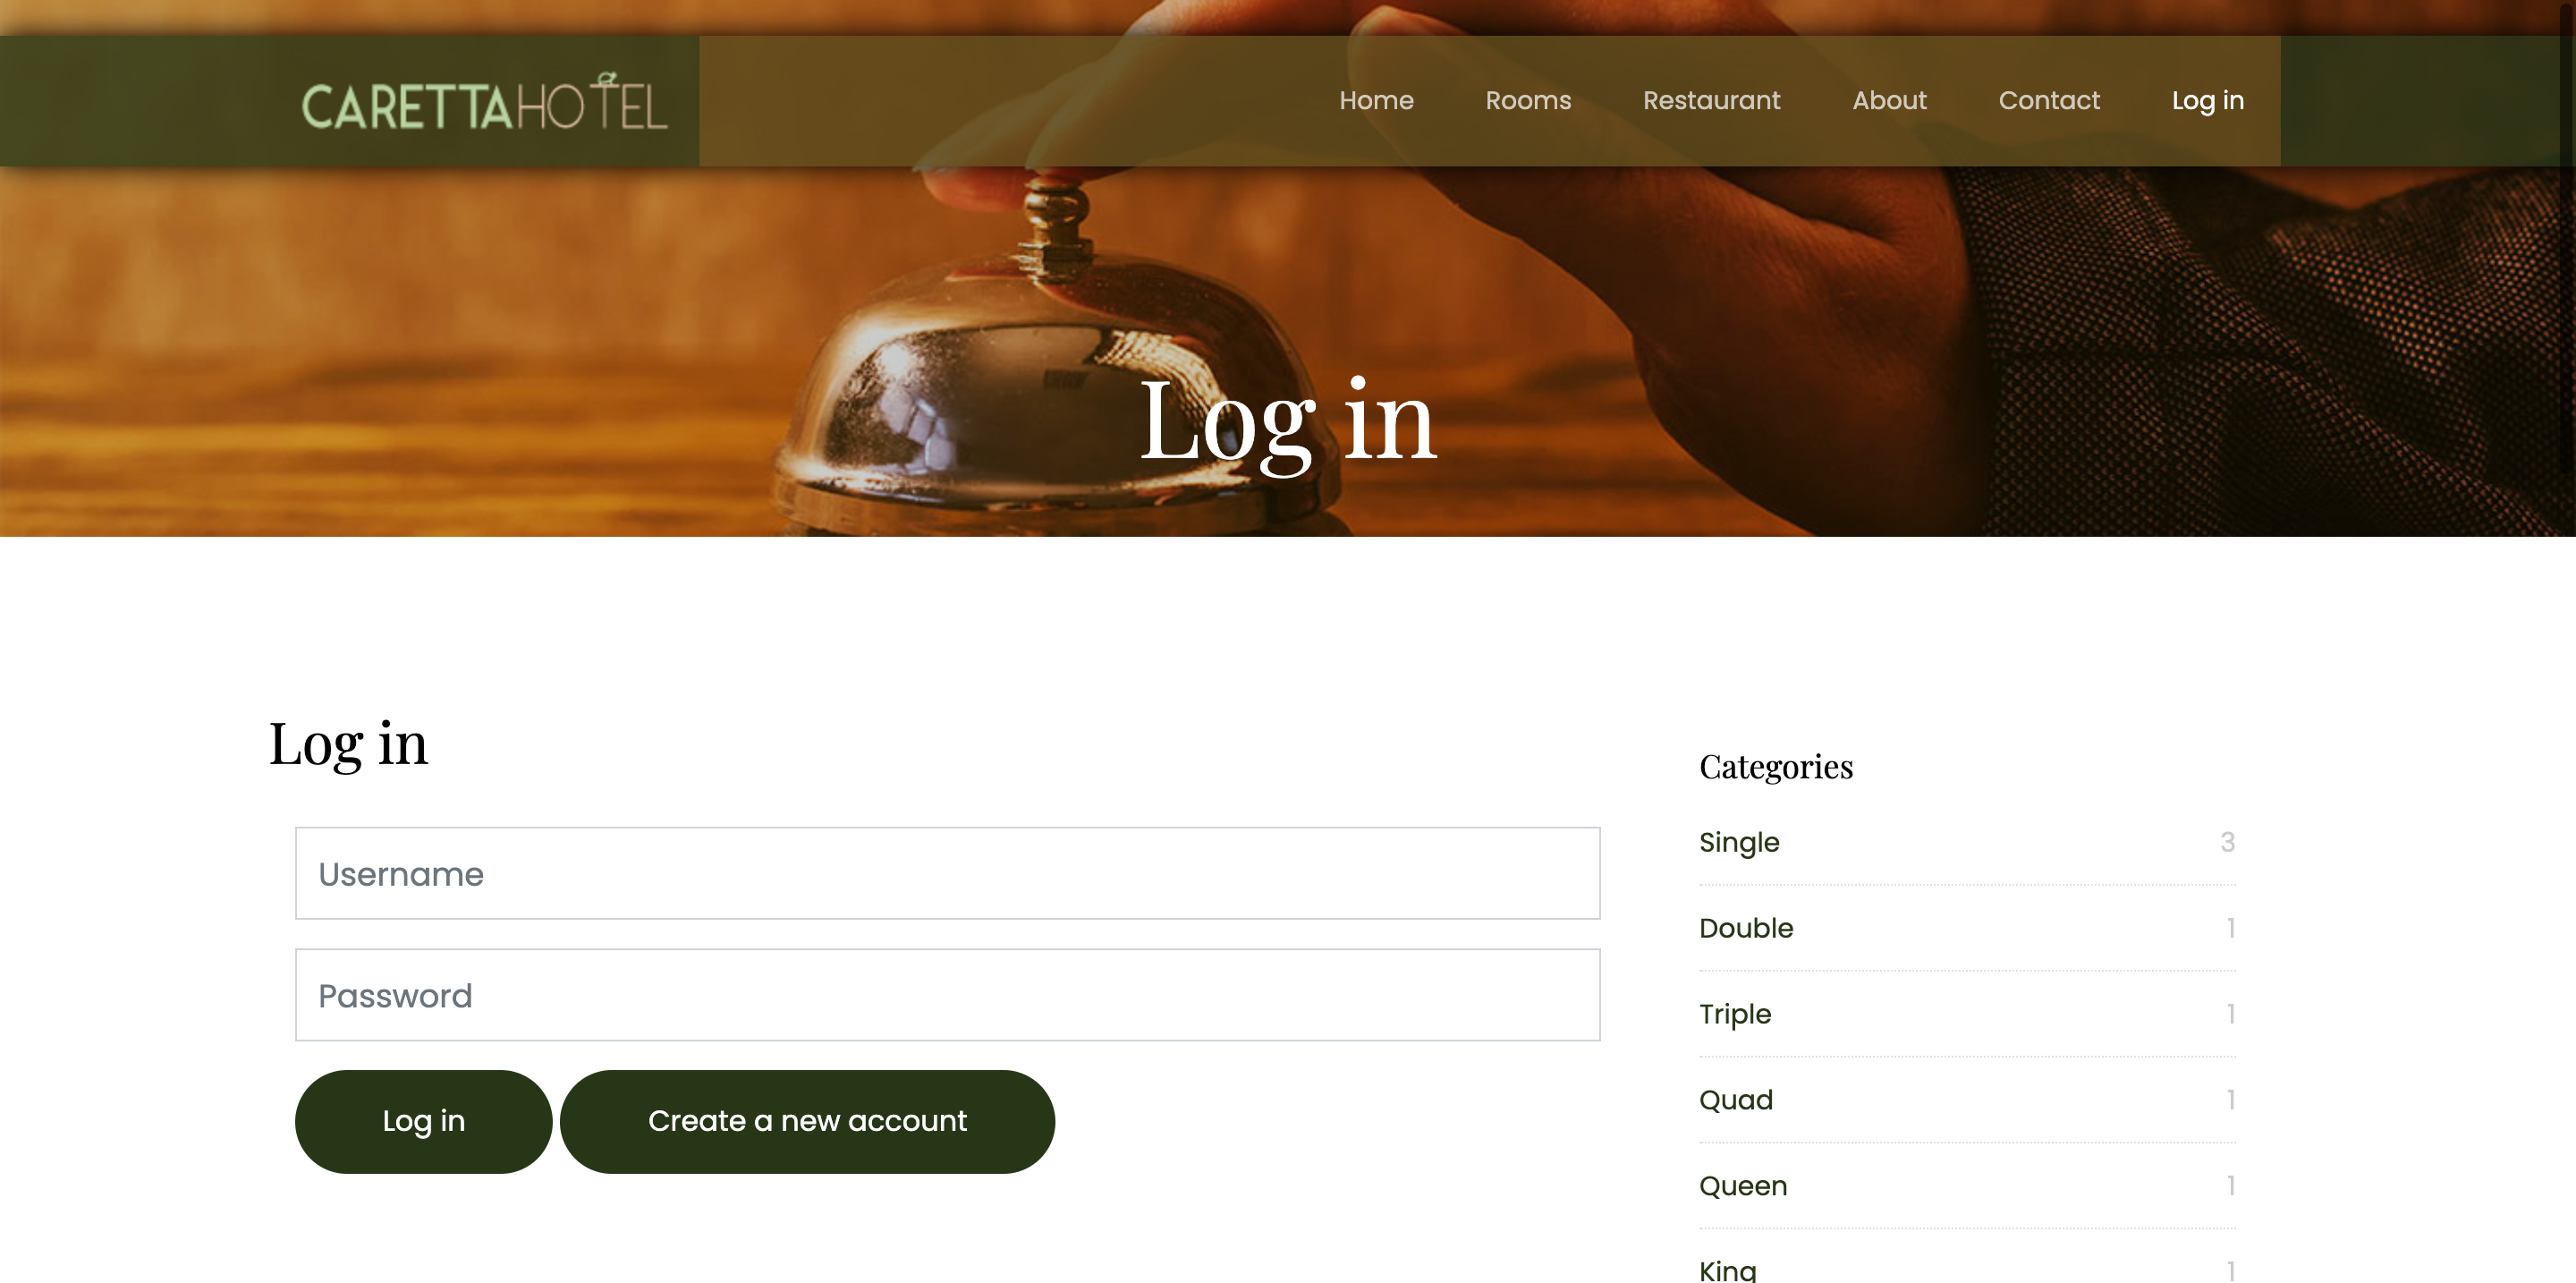 CARETTAHOTEL
Home Rooms Restaurant About Contact Log in
Log in
Log in
Username
Password
Log in Create a new account
Categories
Single 3
Double 1
Triple 1
Quad 1
Queen 1
King 1